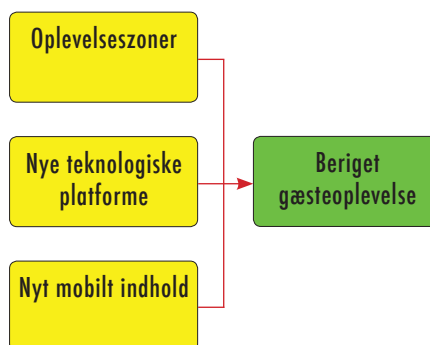 Oplevelseszoner
Nye teknologiske
platforme
Beriget
gæsteoplevelse
Nyt mobilt indhold